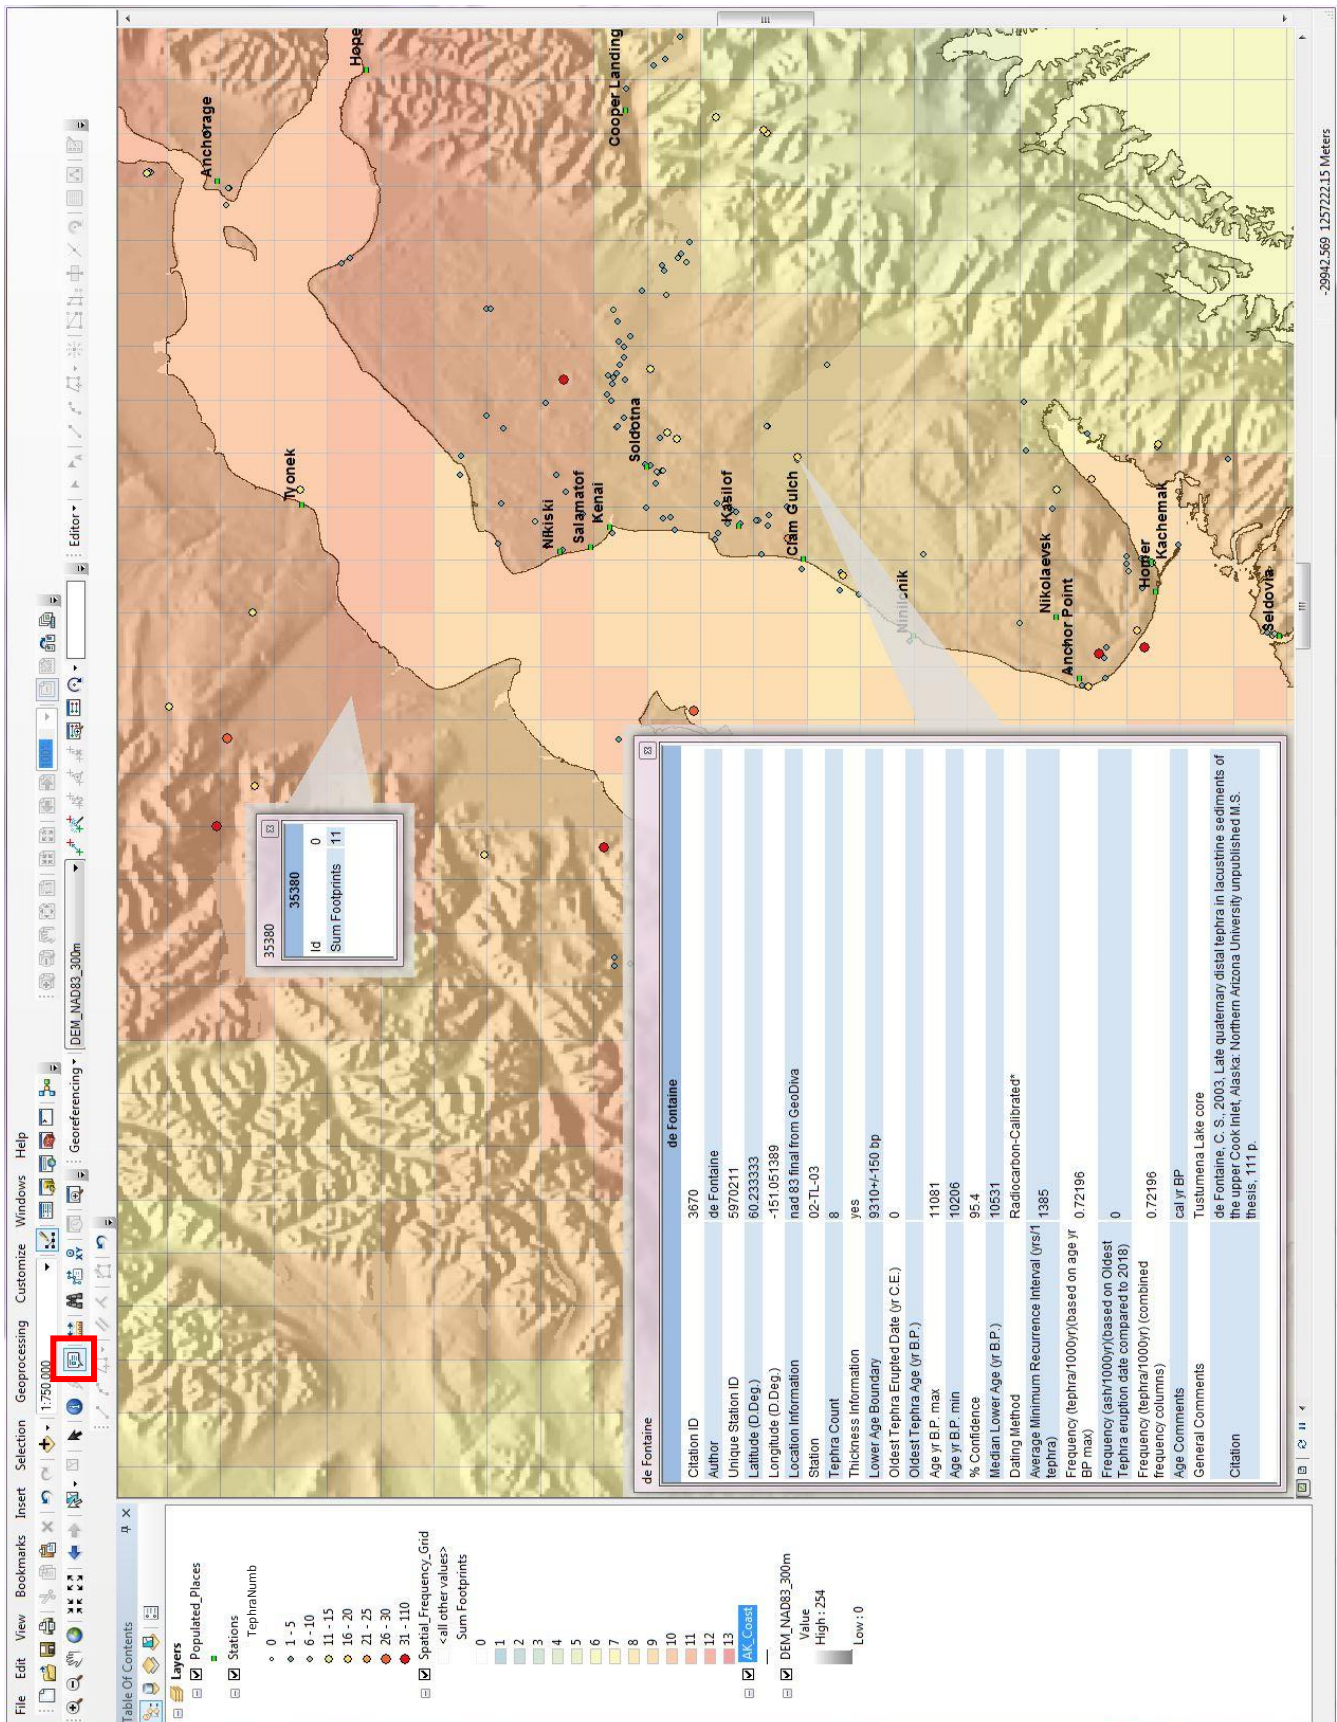 File Edit View Bookmarks Insert Selection Geoprocessing Customize Windows Help
1:750,000
100%
Editor
Georeferencing
DEM_NAD83_300m
Table Of Contents
Layers
Populated_Places
Stations
TephraNumb
0
1 - 5
6 - 10
11 - 15
16 - 20
21 - 25
26 - 30
31 - 110
Spatial_Frequency_Grid
<all other values>
Sum Footprints
0
1
2
3
4
5
6
7
8
9
10
11
12
13
AK_Coast
DEM_NAD83_300m
Value
High : 254
Low : 0
Anchorage
Hope
Tyonek
Cooper Landing
Nikiski
Salamatof
Kenai
Soldotna
Kasilof
Clam Gulch
Ninilchik
Nikolaevsk
Anchor Point
Homer
Kachemak
Seldovia
35380
35380
Id 0
Sum Footprints 11
de Fontaine
de Fontaine
Citation ID 3670
Author de Fontaine
Unique Station ID 5970211
Latitude (D.Deg.) 60.233333
Longitude (D.Deg.) -151.051389
Location Information nad 83 final from GeoDiva
Station 02-TL-03
Tephra Count 8
Thickness Information yes
Lower Age Boundary 9310+/-150 bp
Oldest Tephra Erupted Date (yr C.E.) 0
Oldest Tephra Age (yr B.P.)
Age yr B.P. max 11081
Age yr B.P. min 10206
% Confidence 95.4
Median Lower Age (yr B.P.) 10531
Dating Method Radiocarbon-Calibrated*
Average Minimum Recurrence Interval (yrs/1 1385
tephra)
Frequency (tephra/1000yr)(based on age yr 0.72196
BP max)
Frequency (ash/1000yr)(based on Oldest 0
Tephra eruption date compared to 2018)
Frequency (tephra/1000yr) (combined 0.72196
frequency columns)
Age Comments cal yr BP
General Comments Tustumena Lake core
Citation de Fontaine, C. S., 2003, Late quaternary distal tephra in lacustrine sediments of
the upper Cook Inlet, Alaska: Northern Arizona University unpublished M.S.
thesis, 111 p.
-29942.569 1257222.15 Meters